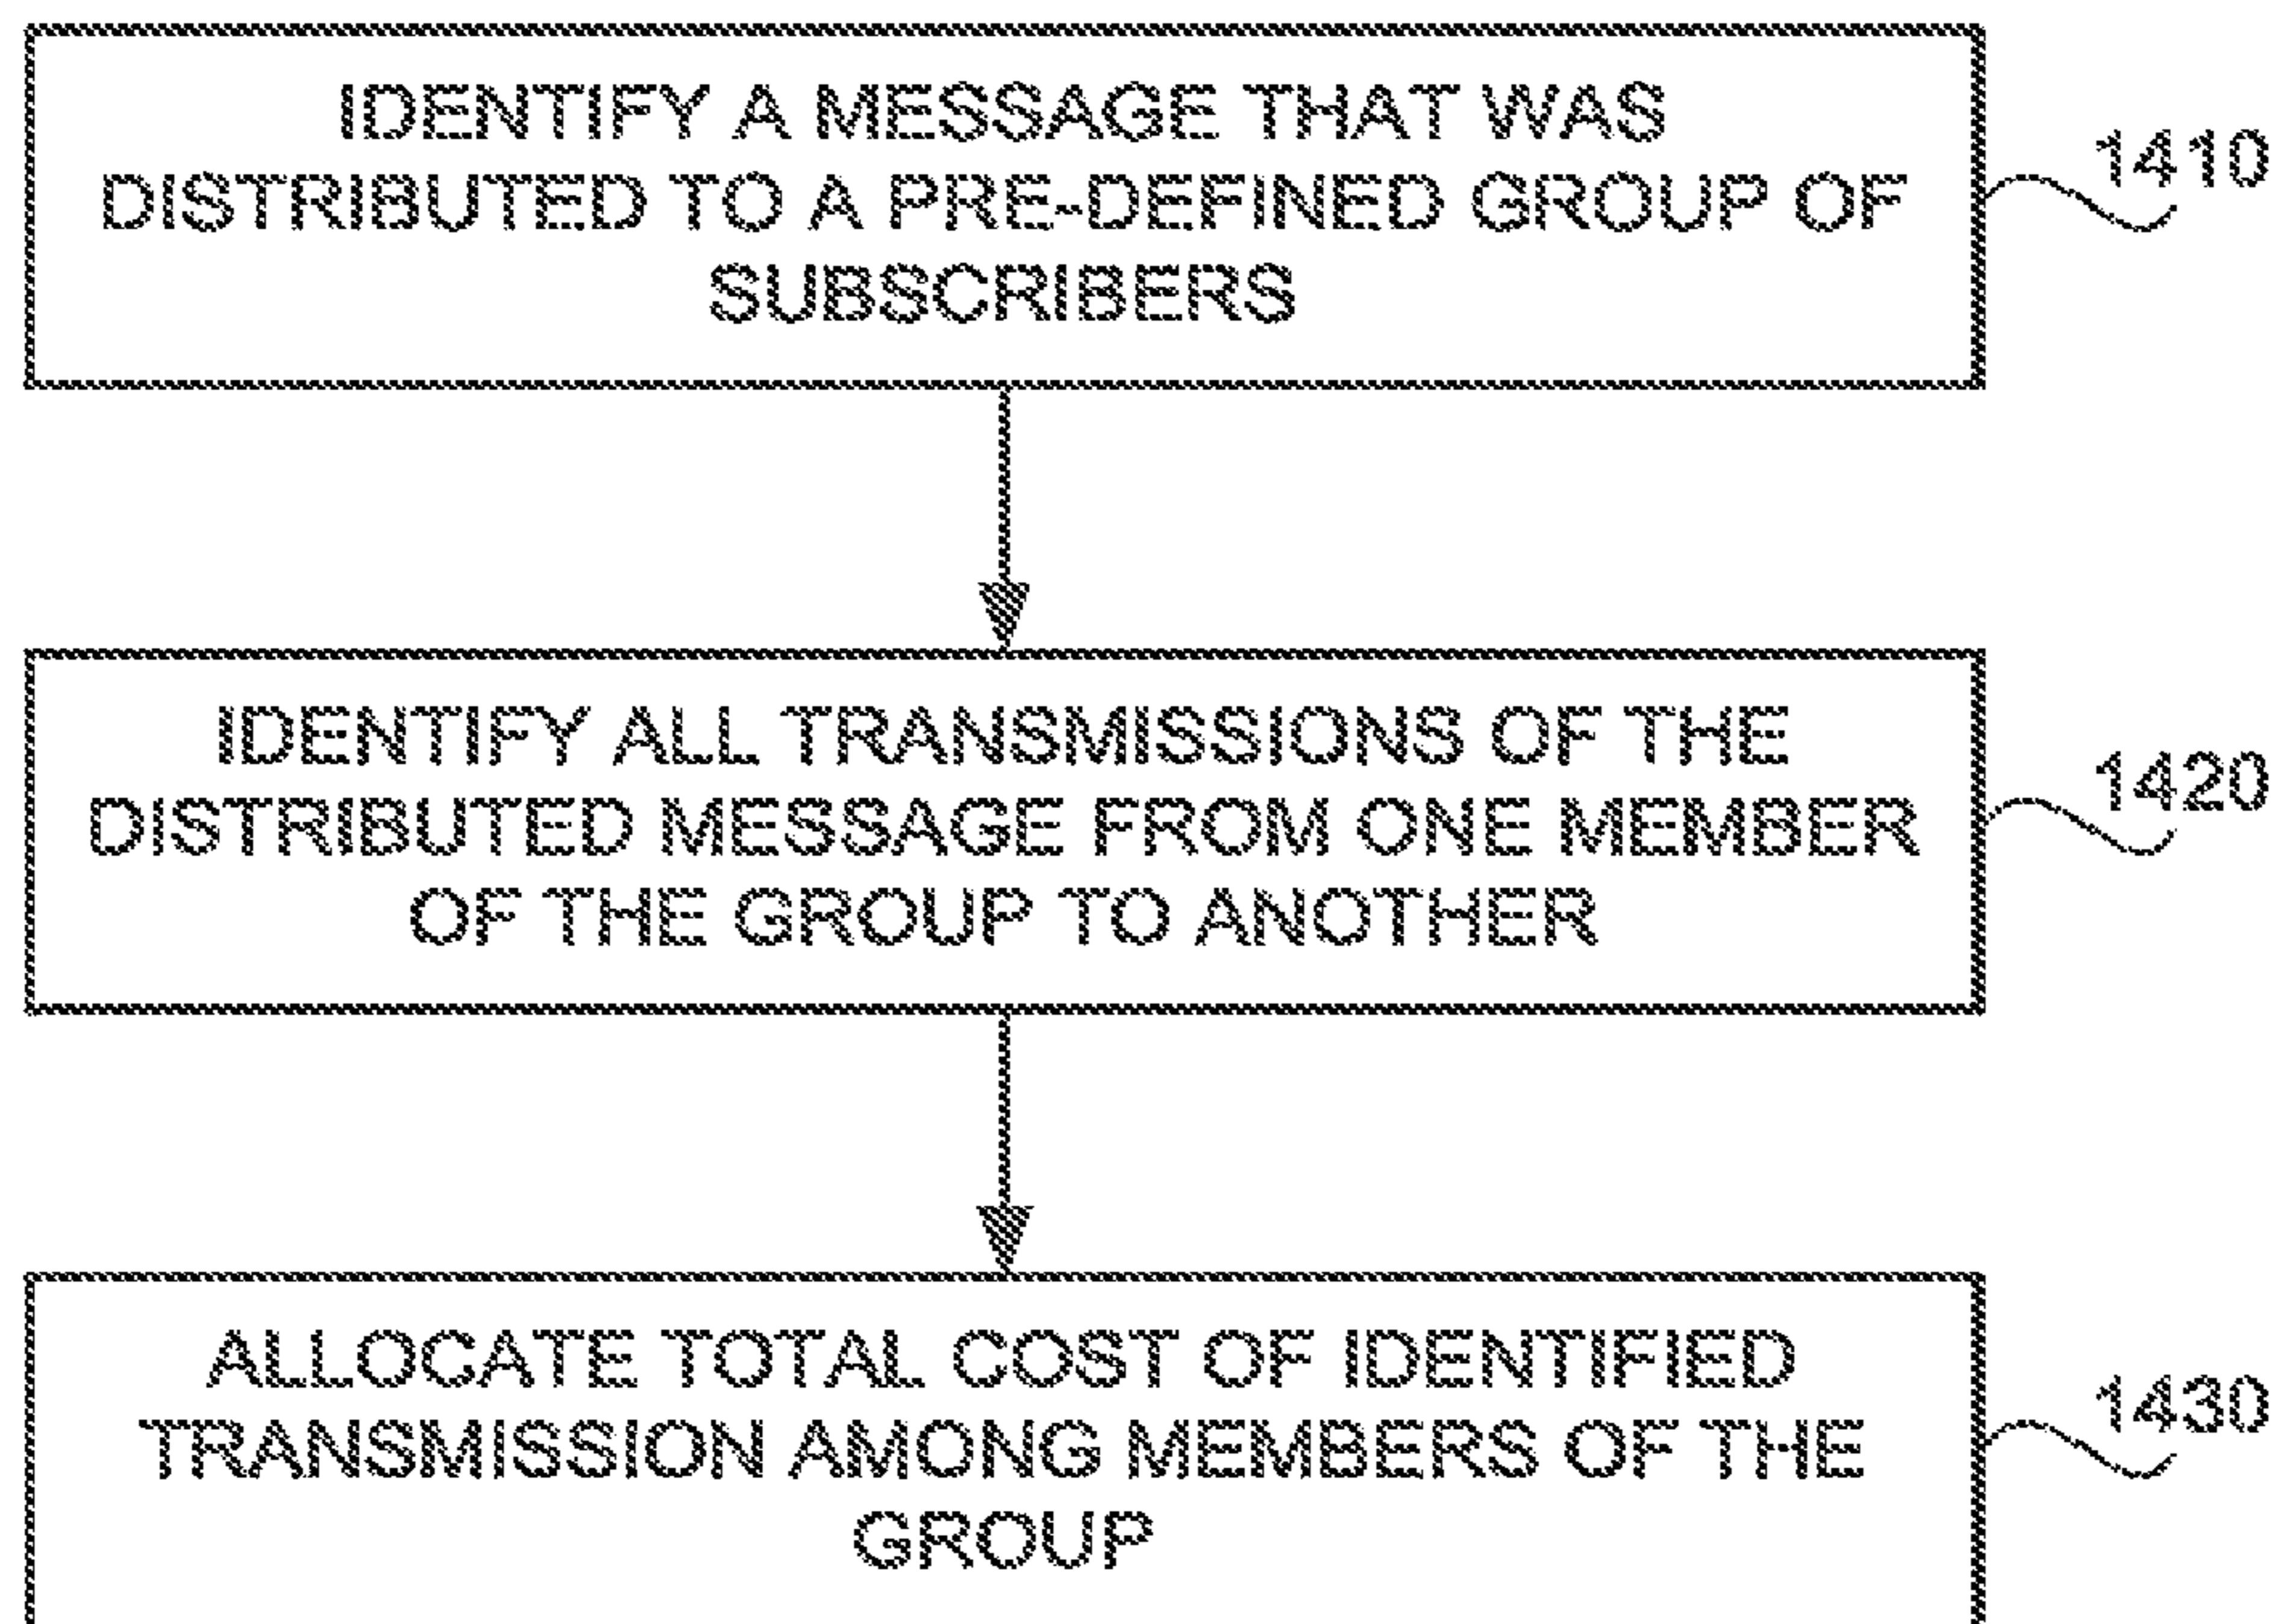 IDENTIFY A MESSAGE THAT WAS
DISTRIBUTED TO A PRE-DEFINED GROUP OF
SUBSCRIBERS
1410
IDENTIFY ALL TRANSMISSIONS OF THE
DISTRIBUTED MESSAGE FROM ONE MEMBER
OF THE GROUP TO ANOTHER
1420
ALLOCATE TOTAL COST OF IDENTIFIED
TRANSMISSION AMONG MEMBERS OF THE
GROUP
1430